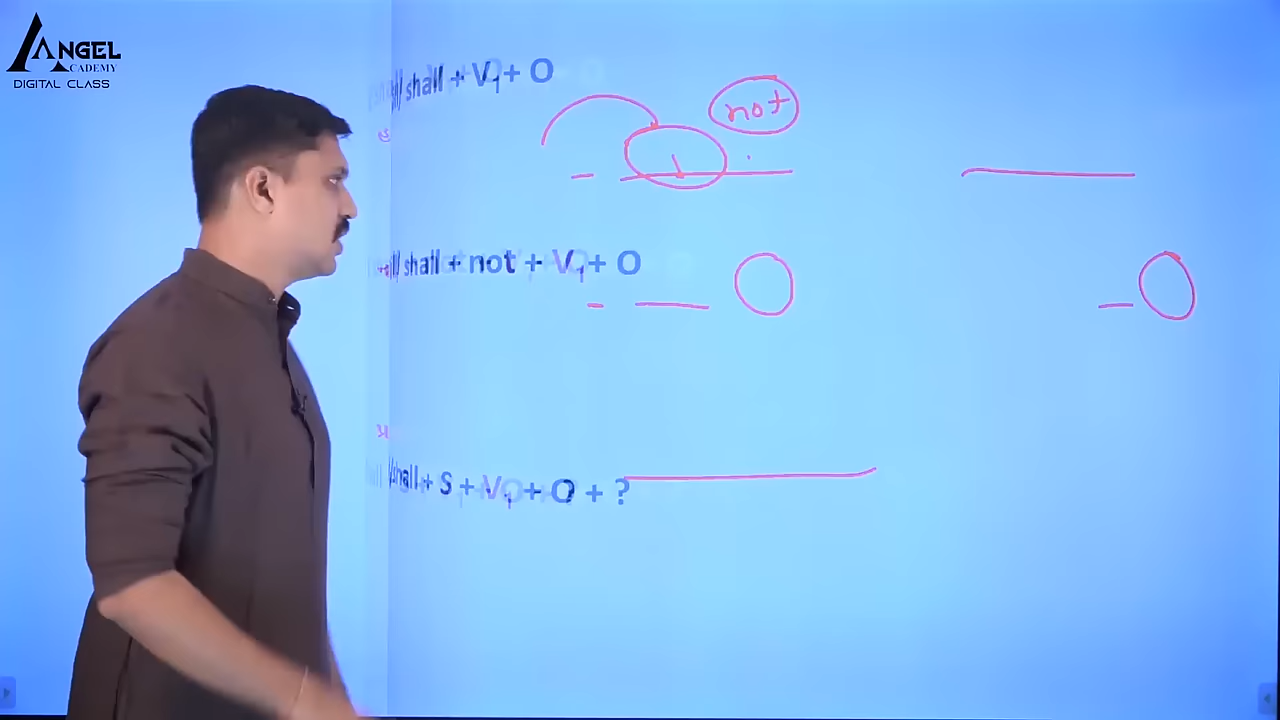 ANGEL
ACADEMY
DIGITAL CLASS
shall + V1 + O
not
shall + not + V1 + O
shall + S + V1 + O + ?